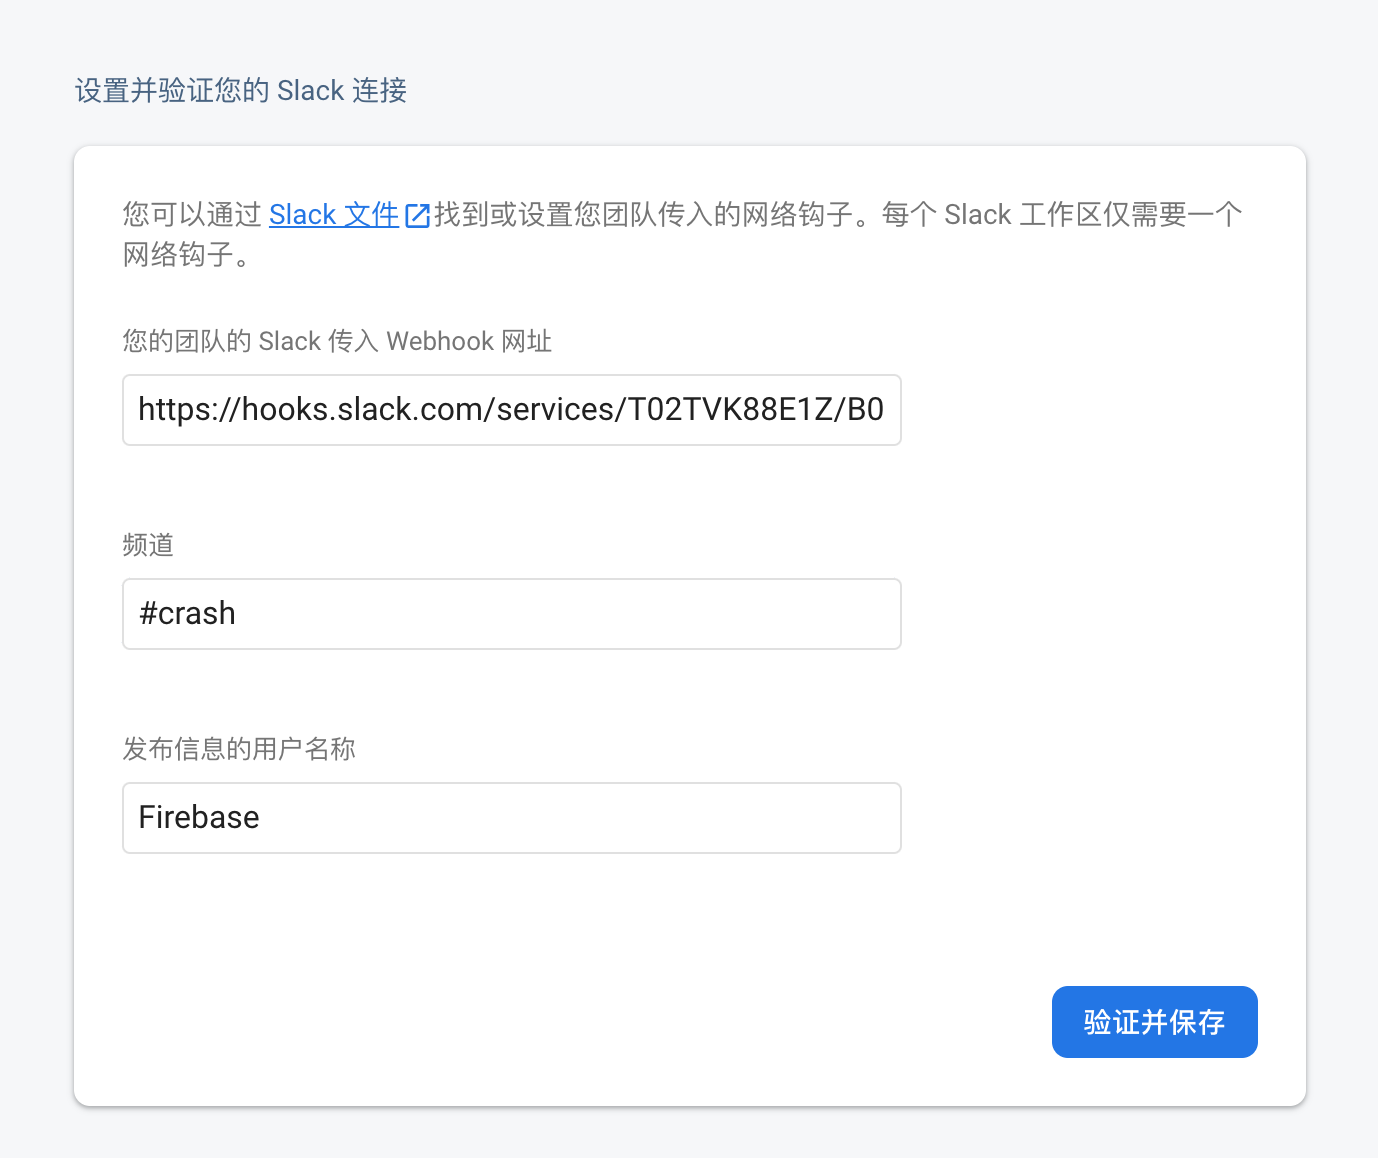 设置并验证您的 Slack 连接
您可以通过 Slack 文件找到或设置您团队传入的网络钩子。每个 Slack 工作区仅需要一个
网络钩子。
您的团队的 Slack 传入 Webhook 网址
https://hooks.slack.com/services/T02TVK88E1Z/B0
频道
#crash
发布信息的用户名称
Firebase
验证并保存